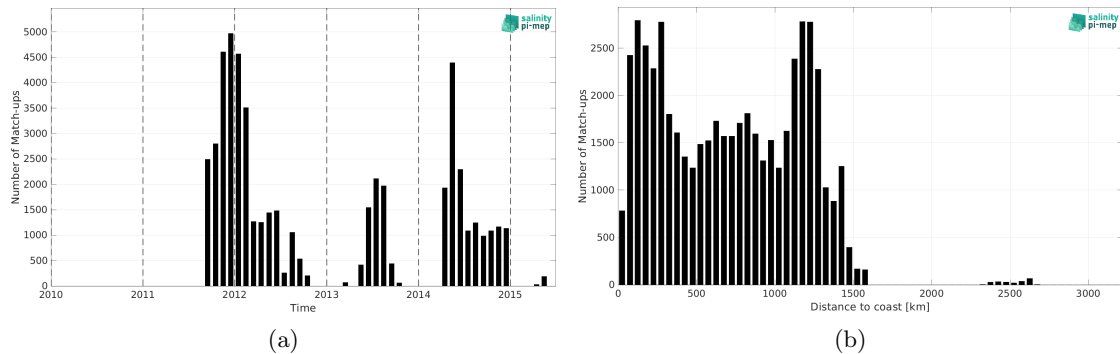 salinity
pi-mep
5000
4500
4000
3500
3000
2500
2000
1500
1000
500
0
Number of Match-ups
2010 2011 2012 2013 2014 2015
Time
(a)
salinity
pi-mep
2500
2000
1500
1000
500
0
Number of Match-ups
0 500 1000 1500 2000 2500 3000
Distance to coast [km]
(b)